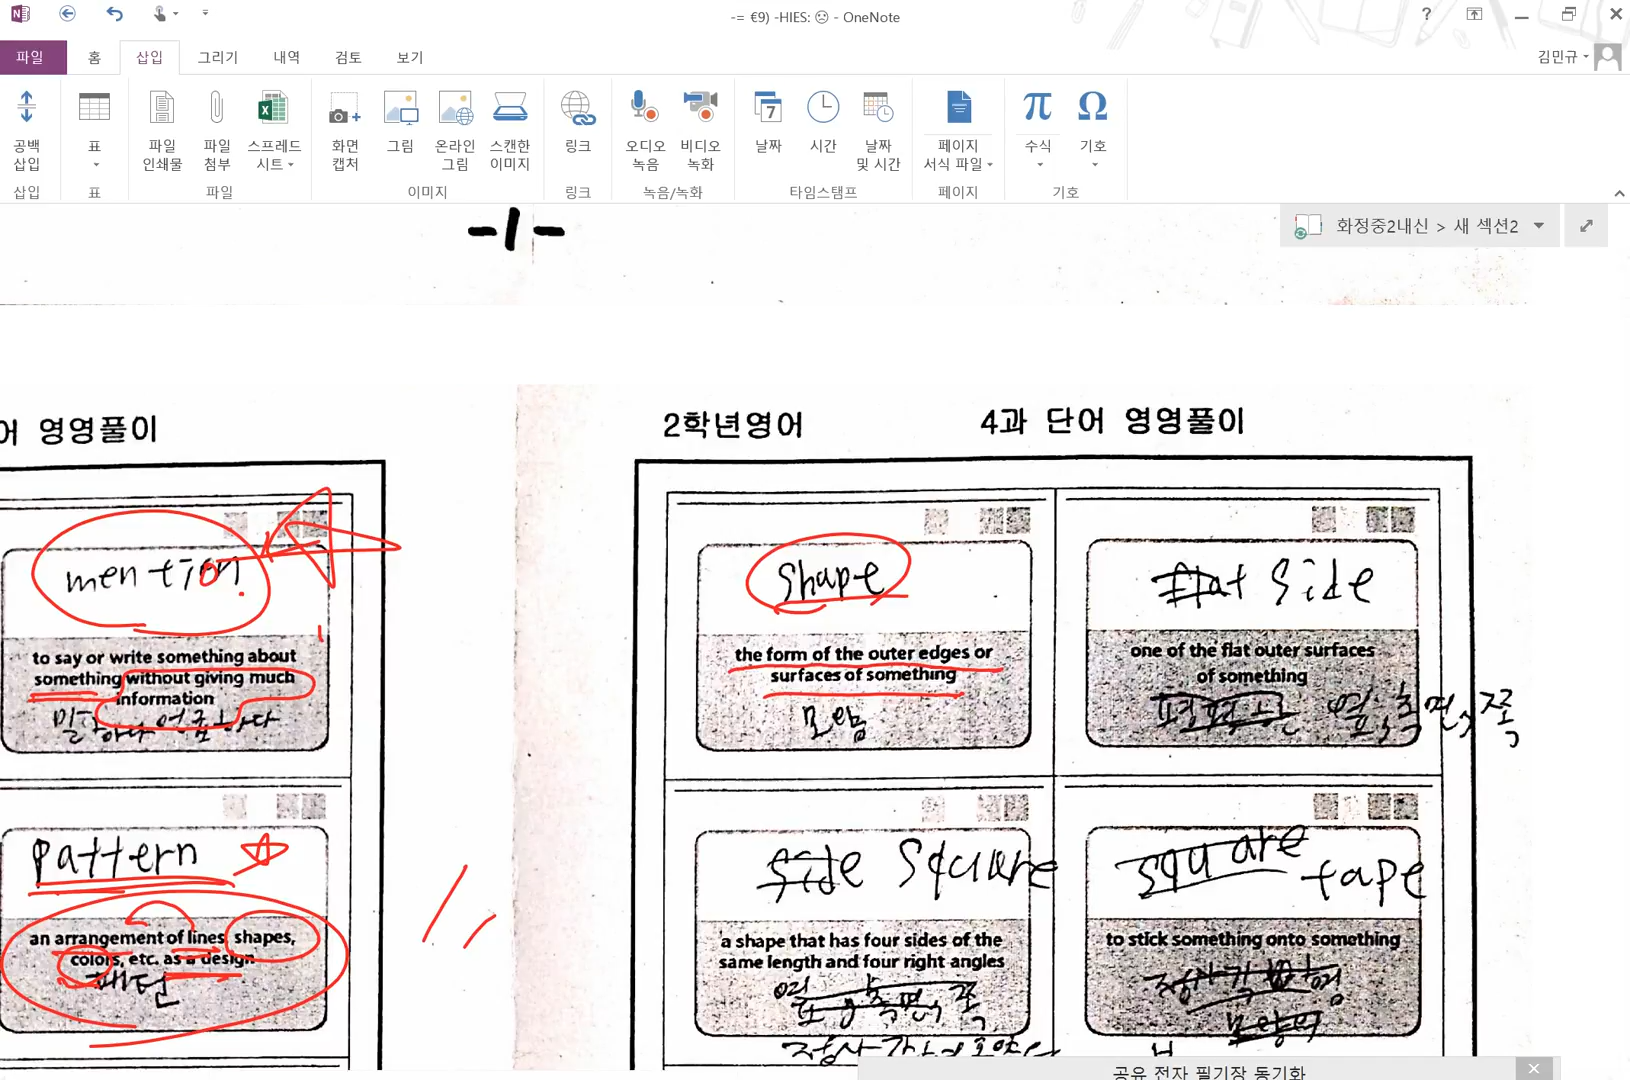 -= €9) -HIES: ☹ - OneNote
?
파일 홈 삽입 그리기 내역 검토 보기
김민규
공백 삽입
표
파일 인쇄물
파일 첨부
스프레드 시트
화면 캡처
그림
온라인 그림
스캔한 이미지
링크
오디오 녹음
비디오 녹화
날짜
시간
날짜 및 시간
페이지 서식 파일
수식
기호
삽입 표 파일 이미지 링크 녹음/녹화 타임스탬프 페이지 기호
-1-
화정중2내신 > 새 섹션2
어 영영풀이
mention
to say or write something about
something without giving much
information
말하다 언급하다
pattern
an arrangement of lines, shapes,
colors, etc. as a design
패턴
2학년영어 4과 단어 영영풀이
shape
the form of the outer edges or
surfaces of something
모양
flat side
one of the flat outer surfaces
of something
옆, 측면, 쪽
side square
a shape that has four sides of the
same length and four right angles
square tape
to stick something onto something
공유 전자 필기장 동기화